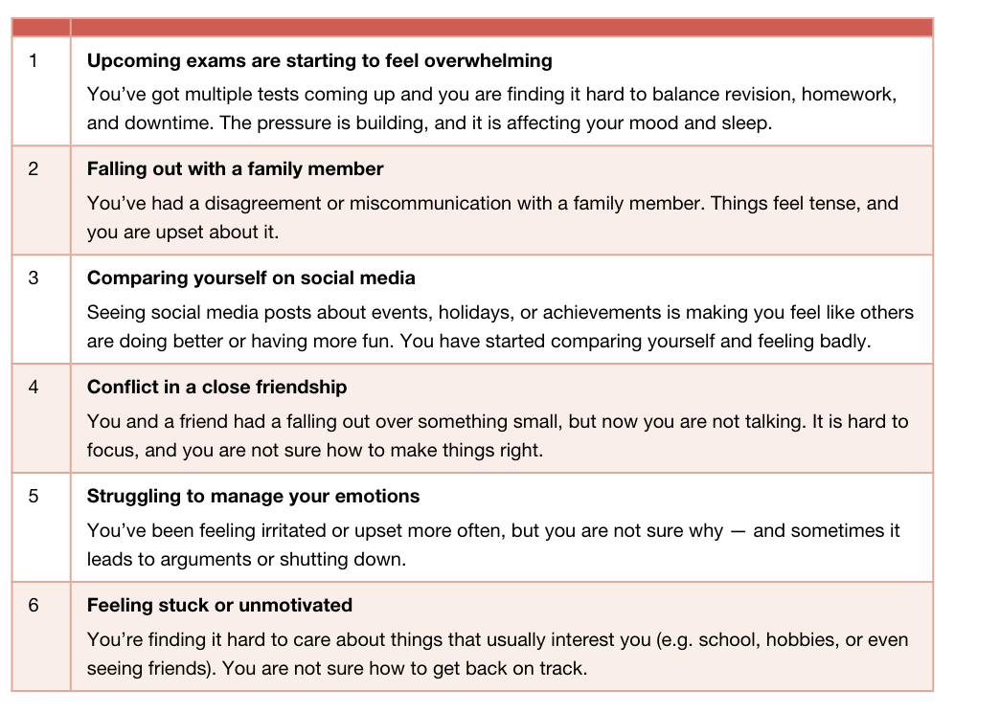 1
Upcoming exams are starting to feel overwhelming
You’ve got multiple tests coming up and you are finding it hard to balance revision, homework,
and downtime. The pressure is building, and it is affecting your mood and sleep.
2
Falling out with a family member
You’ve had a disagreement or miscommunication with a family member. Things feel tense, and
you are upset about it.
3
Comparing yourself on social media
Seeing social media posts about events, holidays, or achievements is making you feel like others
are doing better or having more fun. You have started comparing yourself and feeling badly.
4
Conflict in a close friendship
You and a friend had a falling out over something small, but now you are not talking. It is hard to
focus, and you are not sure how to make things right.
5
Struggling to manage your emotions
You’ve been feeling irritated or upset more often, but you are not sure why — and sometimes it
leads to arguments or shutting down.
6
Feeling stuck or unmotivated
You’re finding it hard to care about things that usually interest you (e.g. school, hobbies, or even
seeing friends). You are not sure how to get back on track.